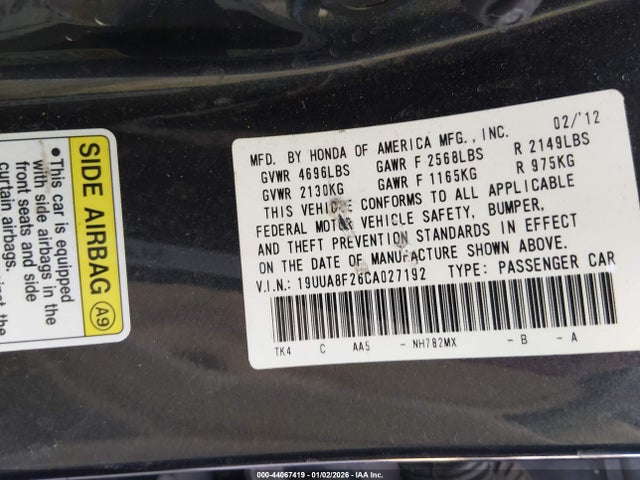 MFD. BY HONDA OF AMERICA MFG., INC. 02/'12
GVWR 4696LBS GAWR F 2568LBS R 2149LBS
GVWR 2130KG GAWR F 1165KG R 975KG
THIS VEHICLE CONFORMS TO ALL APPLICABLE
FEDERAL MOTOR VEHICLE SAFETY, BUMPER,
AND THEFT PREVENTION STANDARDS IN EFFECT
ON THE DATE OF MANUFACTURE SHOWN ABOVE.
V.I.N.: 19UUA8F26CA027192 TYPE: PASSENGER CAR
TK4 C AA5 - NH782MX - B - A
SIDE AIRBAG A9
•This car is equipped
with side airbags in the
front seats and side
curtain airbags.
the
000-44067419 - 01/02/2026 - IAA Inc.